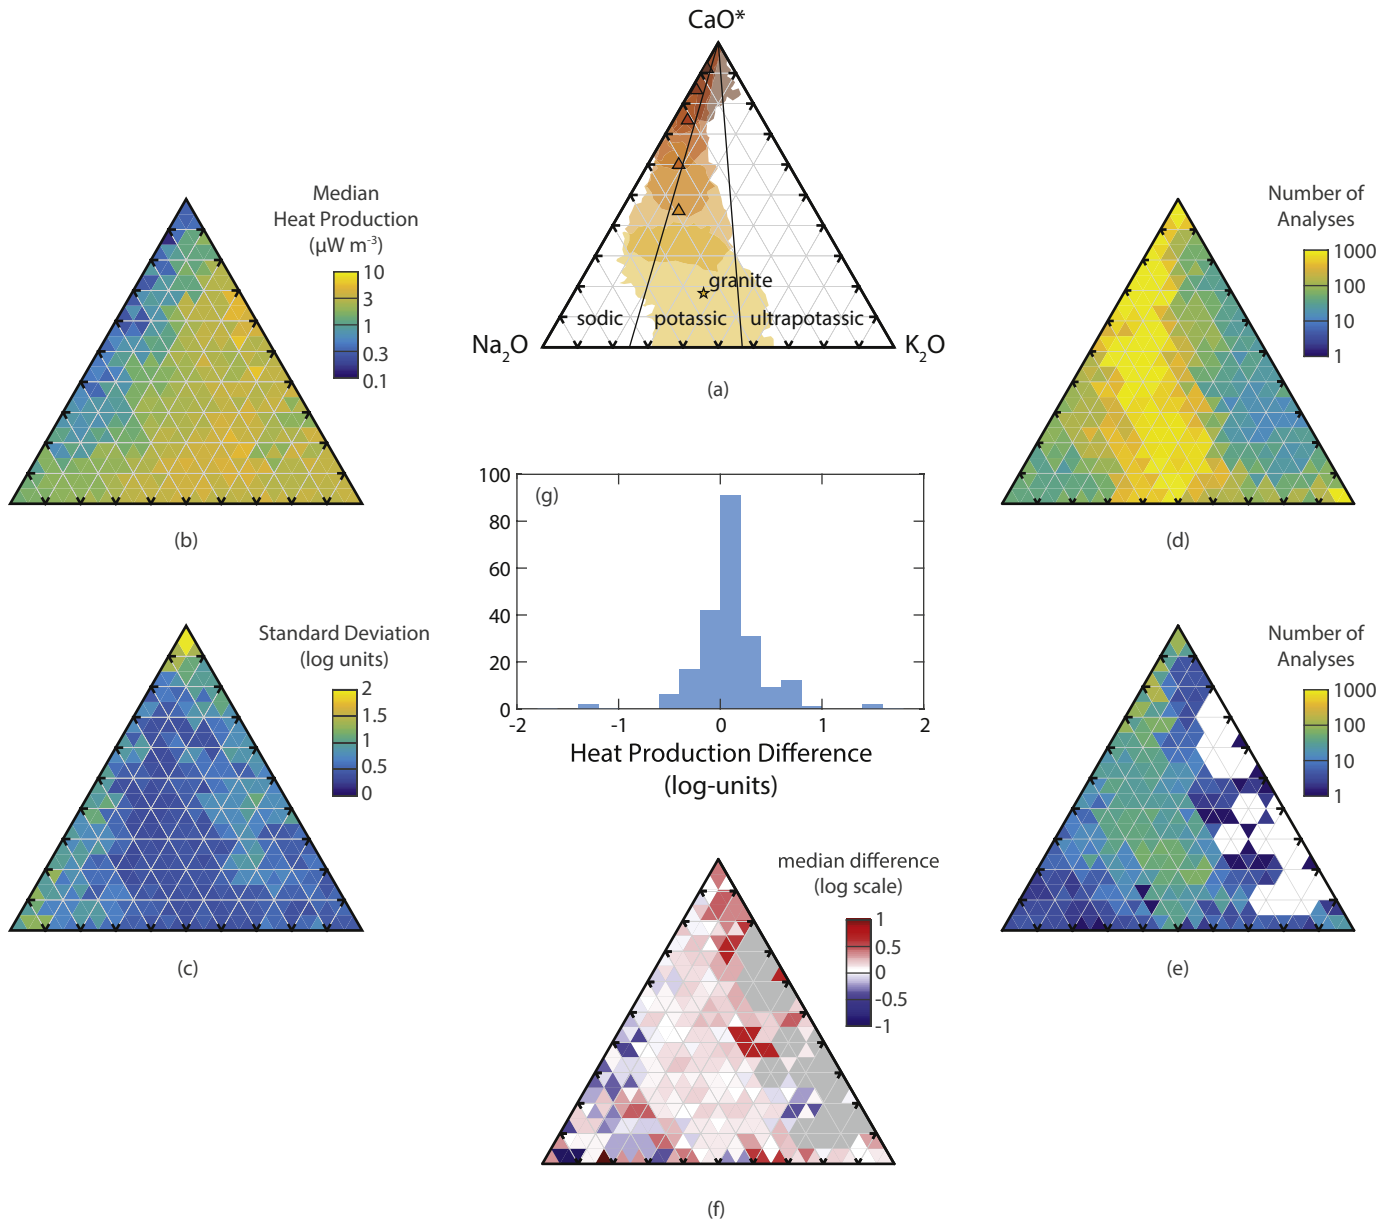 CaO*
granite
sodic
potassic
ultrapotassic
Na2O
K2O
(a)
Median
Heat Production
(µW m-3)
10
3
1
0.3
0.1
(b)
Number of
Analyses
1000
100
10
1
(d)
(g)
100
80
60
40
20
0
-2
-1
0
1
2
Heat Production Difference
(log-units)
Standard Deviation
(log units)
2
1.5
1
0.5
0
(c)
Number of
Analyses
1000
100
10
1
(e)
median difference
(log scale)
1
0.5
0
-0.5
-1
(f)